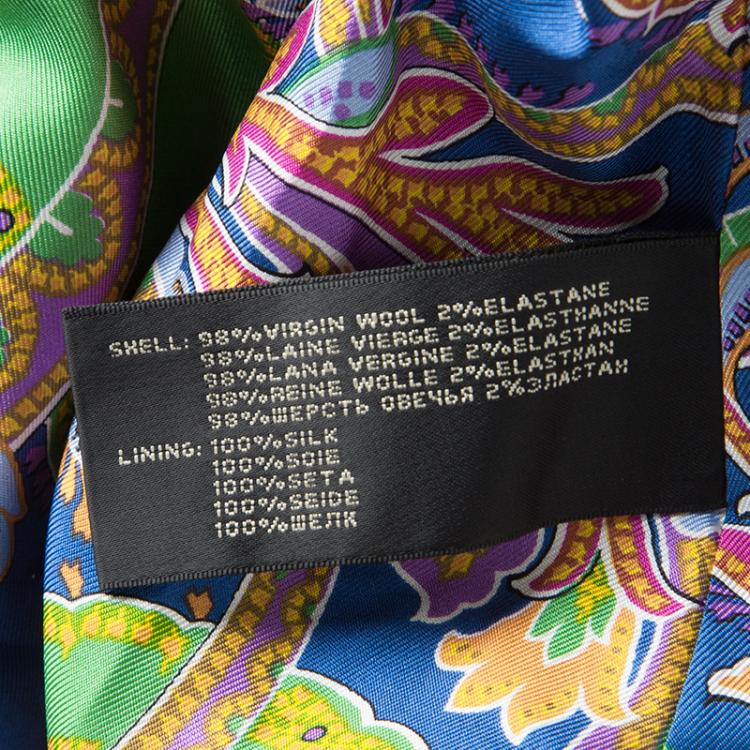 SHELL: 98%VIRGIN WOOL 2%ELASTANE
98%LAINE VIERGE 2%ELASTHANNE
98%LANA VERGINE 2%ELASTANE
98%REINE WOLLE 2%ELASTHAN
98%ШЕРСТЬ ОВЕЧЬЯ 2%ЭЛАСТАН
LINING: 100%SILK
100%SOIE
100%SETA
100%SEIDE
100%ШЕЛК